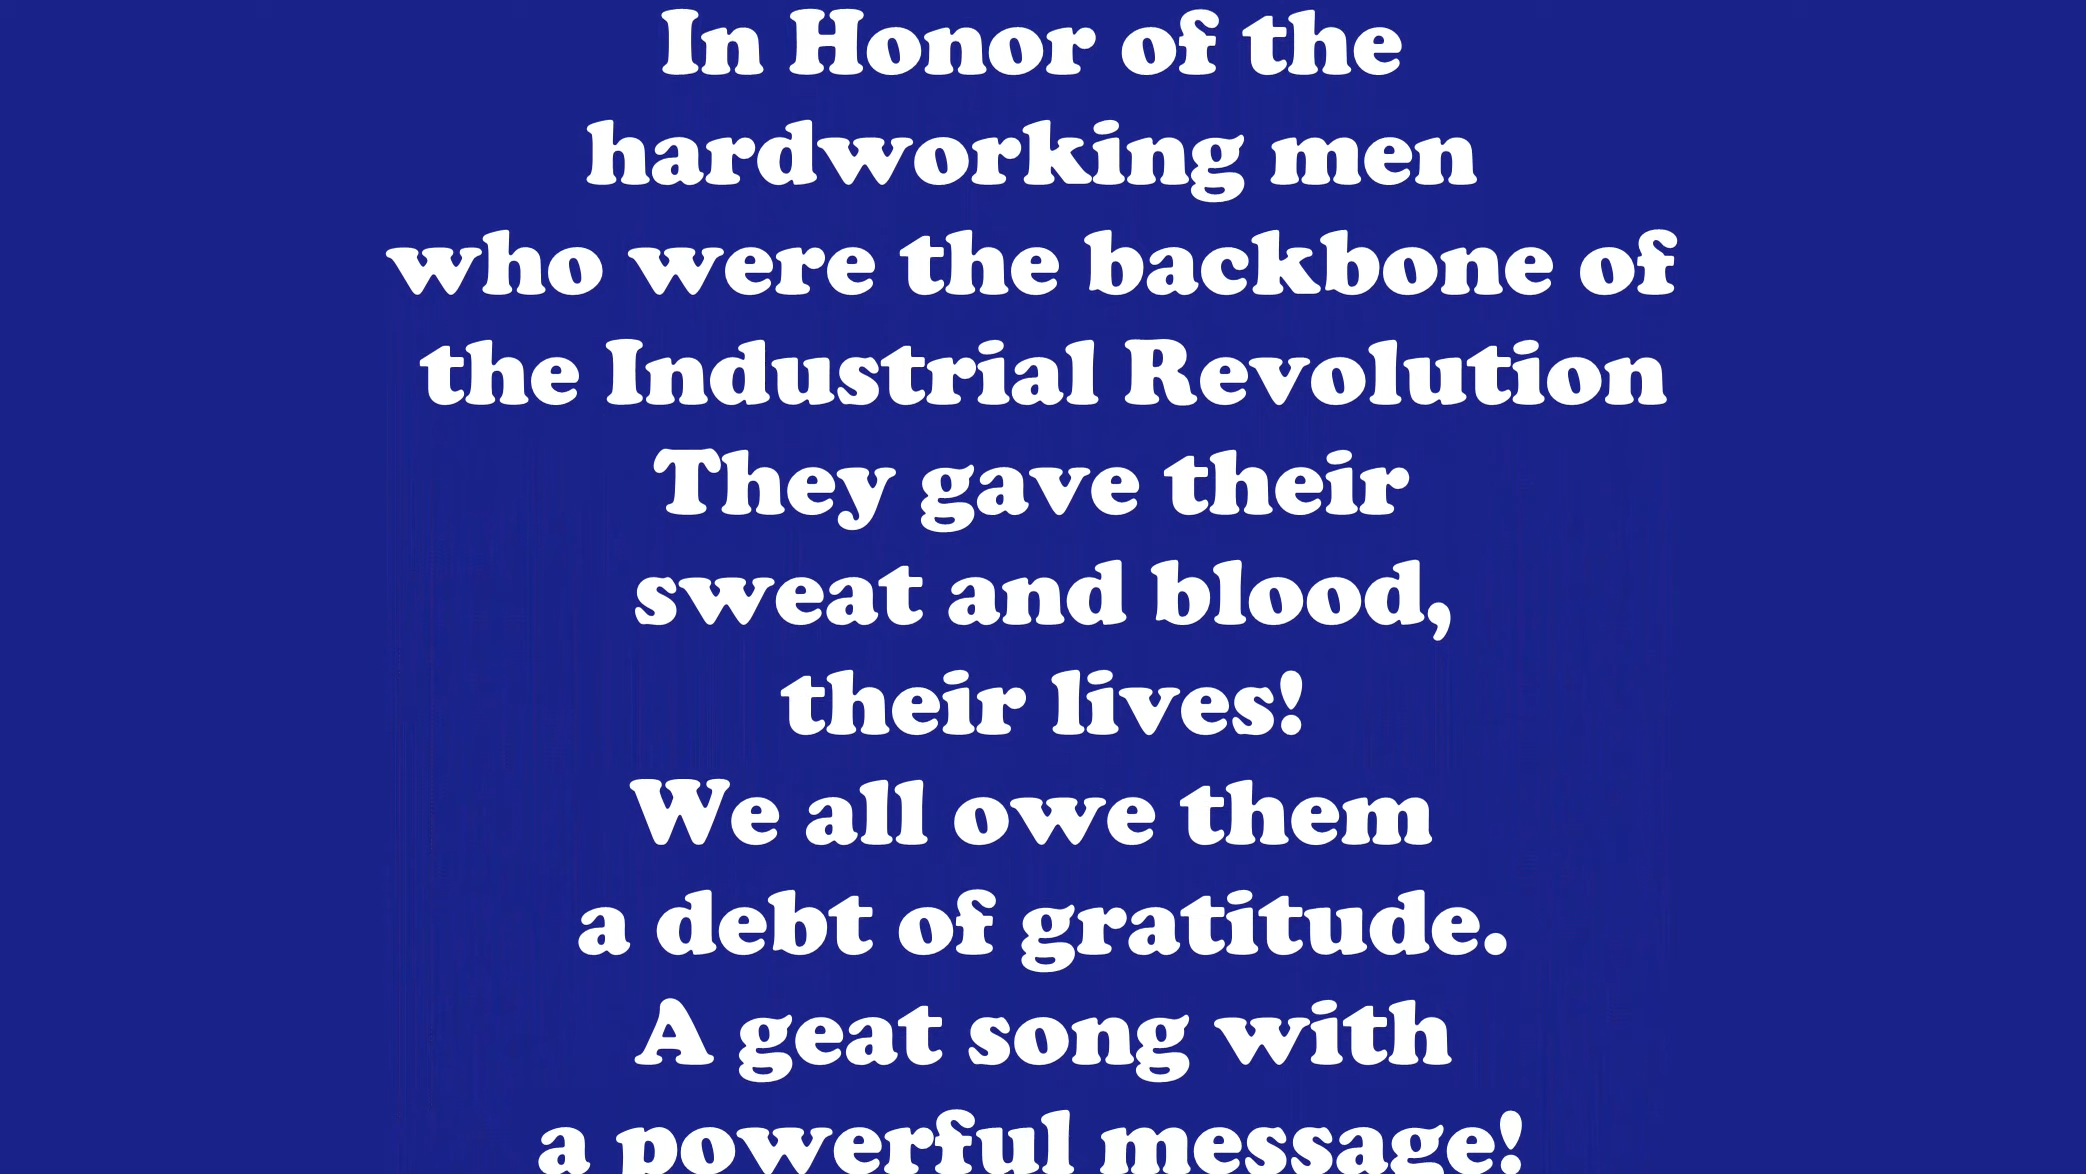 In Honor of the
hardworking men
who were the backbone of
the Industrial Revolution
They gave their
sweat and blood,
their lives!
We all owe them
a debt of gratitude.
A geat song with
a powerful message!